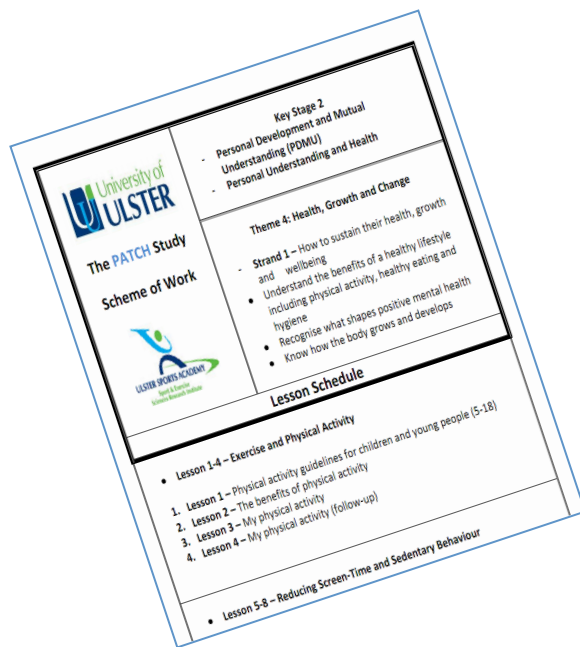 University of
ULSTER
The PATCH Study
Scheme of Work
ULSTER SPORTS ACADEMY
Sport & Exercise
Sciences Research Institute
Key Stage 2
- Personal Development and Mutual
Understanding (PDMU)
- Personal Understanding and Health
Theme 4: Health, Growth and Change
- Strand 1 – How to sustain their health, growth
and wellbeing
• Understand the benefits of a healthy lifestyle
including physical activity, healthy eating and
hygiene
• Recognise what shapes positive mental health
• Know how the body grows and develops
Lesson Schedule
• Lesson 1-4 – Exercise and Physical Activity
1. Lesson 1 – Physical activity guidelines for children and young people (5-18)
2. Lesson 2 – The benefits of physical activity
3. Lesson 3 – My physical activity
4. Lesson 4 – My physical activity (follow-up)
• Lesson 5-8 – Reducing Screen-Time and Sedentary Behaviour